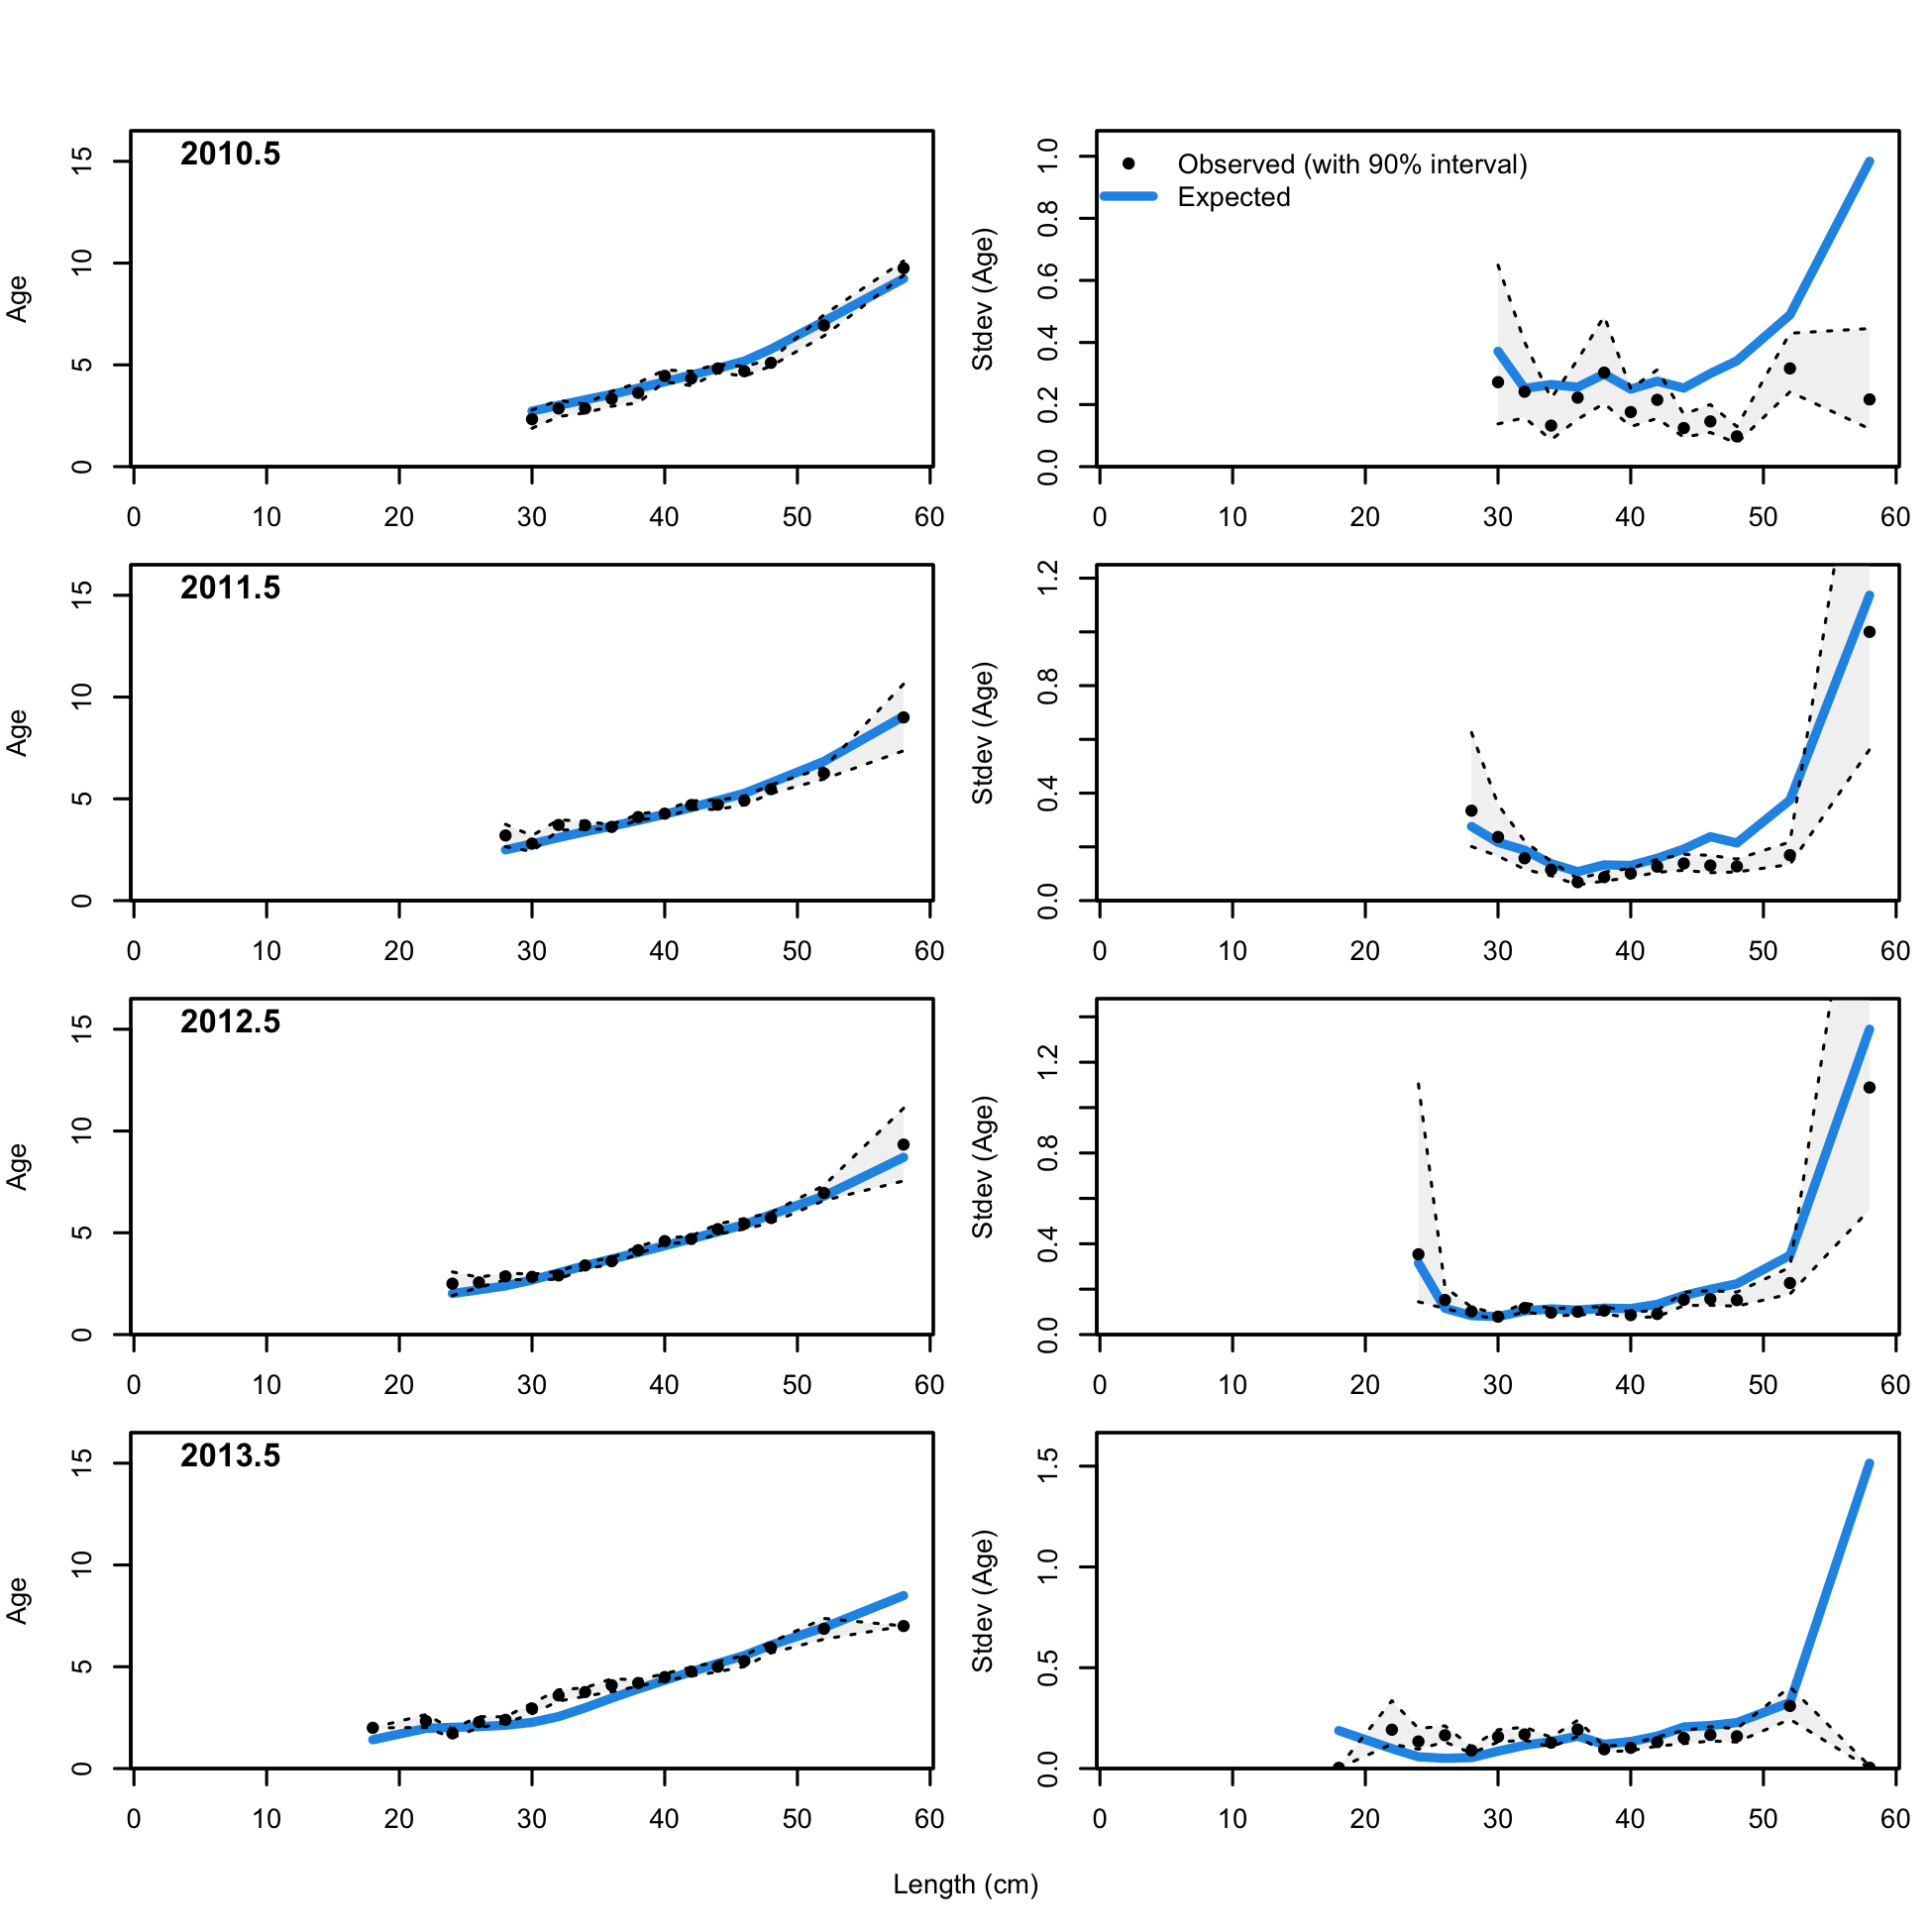 2010.5
Age
0 5 10 15
0 10 20 30 40 50 60
Observed (with 90% interval)
Expected
Stdev (Age)
0.0 0.2 0.4 0.6 0.8 1.0
0 10 20 30 40 50 60
2011.5
Age
0 5 10 15
0 10 20 30 40 50 60
Stdev (Age)
0.0 0.4 0.8 1.2
0 10 20 30 40 50 60
2012.5
Age
0 5 10 15
0 10 20 30 40 50 60
Stdev (Age)
0.0 0.4 0.8 1.2
0 10 20 30 40 50 60
2013.5
Age
0 5 10 15
0 10 20 30 40 50 60
Stdev (Age)
0.0 0.5 1.0 1.5
0 10 20 30 40 50 60
Length (cm)